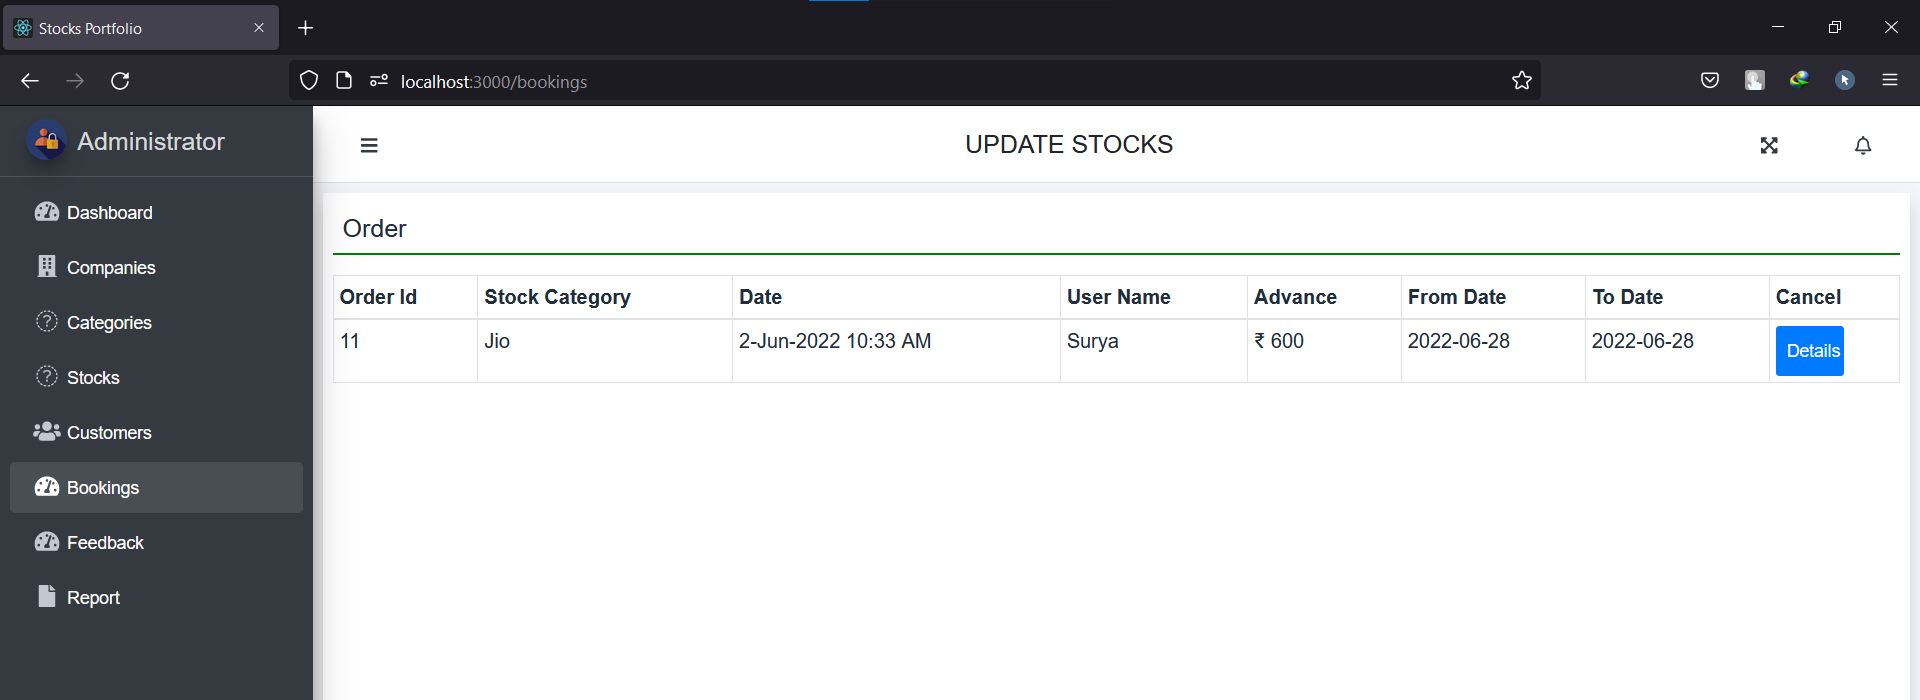 Stocks Portfolio
localhost:3000/bookings
Administrator
UPDATE STOCKS
Dashboard
Companies
Categories
Stocks
Customers
Bookings
Feedback
Report
Order
Order Id Stock Category Date User Name Advance From Date To Date Cancel
11 Jio 2-Jun-2022 10:33 AM Surya ₹ 600 2022-06-28 2022-06-28 Details